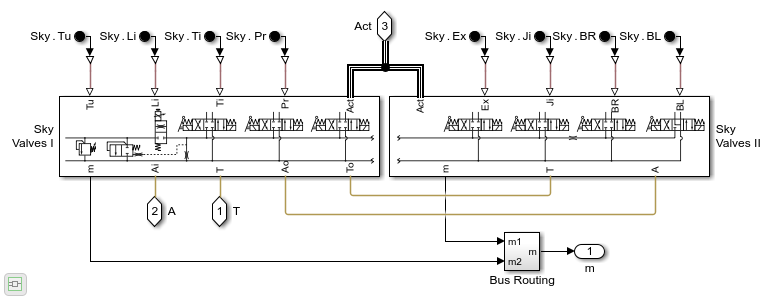 Act
3
Sky.Tu
Sky.Li
Sky.Ti
Sky.Pr
Sky.Ex
Sky.Ji
Sky.BR
Sky.BL
Tu
Li
Ti
Pr
Act
Act
Ex
Ji
BR
BL
Sky
Valves I
Sky
Valves II
m
Ai
T
Ao
To
m
T
A
2
A
1
T
m1
m2
m
1
m
Bus Routing